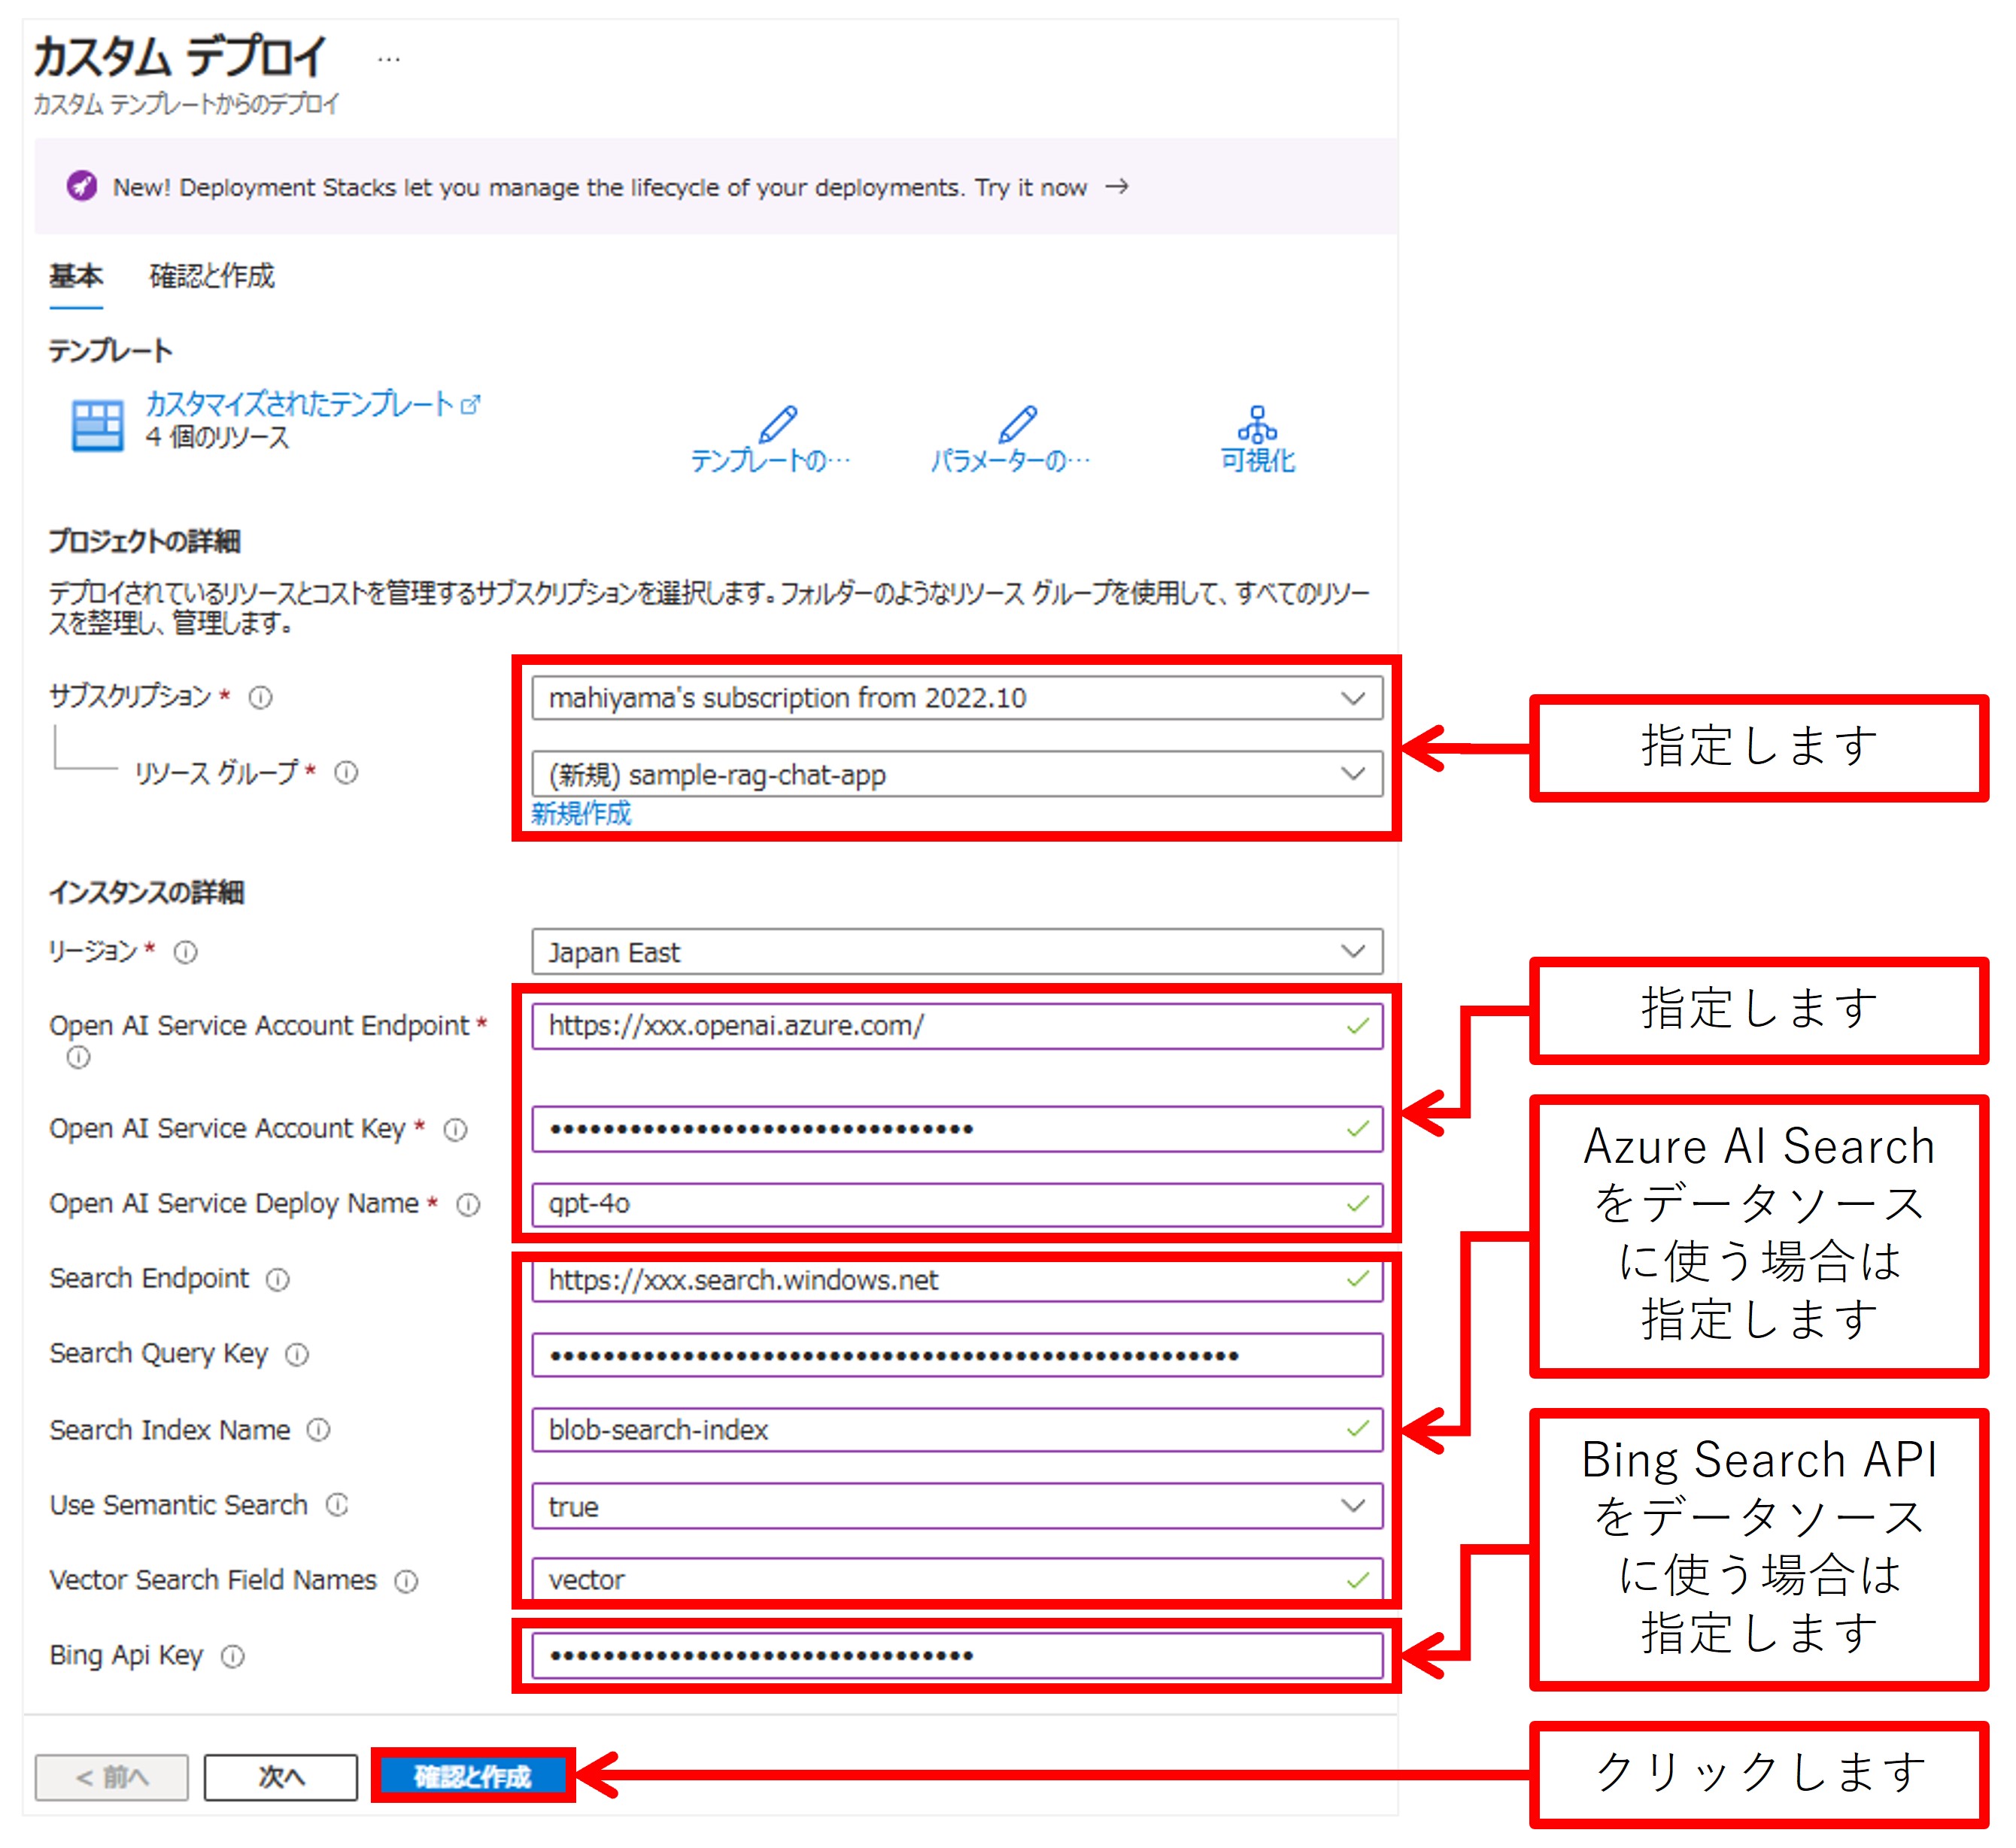 カスタム デプロイ ...
カスタム テンプレートからのデプロイ
New! Deployment Stacks let you manage the lifecycle of your deployments. Try it now →
基本 確認と作成
テンプレート
カスタマイズされたテンプレート
4 個のリソース
テンプレートの… パラメーターの… 可視化
プロジェクトの詳細
デプロイされているリソースとコストを管理するサブスクリプションを選択します。フォルダーのようなリソース グループを使用して、すべてのリソー
スを整理し、管理します。
サブスクリプション * mahiyama's subscription from 2022.10
指定します
リソース グループ * (新規) sample-rag-chat-app
新規作成
インスタンスの詳細
リージョン * Japan East
Open AI Service Account Endpoint * https://xxx.openai.azure.com/
指定します
Open AI Service Account Key * ••••••••••••••••••••••••••••••••
Open AI Service Deploy Name * gpt-4o
Search Endpoint https://xxx.search.windows.net
Azure AI Search
をデータソース
に使う場合は
指定します
Search Query Key ••••••••••••••••••••••••••••••••••••••••••••••••••••
Search Index Name blob-search-index
Use Semantic Search true
Vector Search Field Names vector
Bing Search API
をデータソース
に使う場合は
指定します
Bing Api Key ••••••••••••••••••••••••••••••••
< 前へ 次へ 確認と作成
クリックします